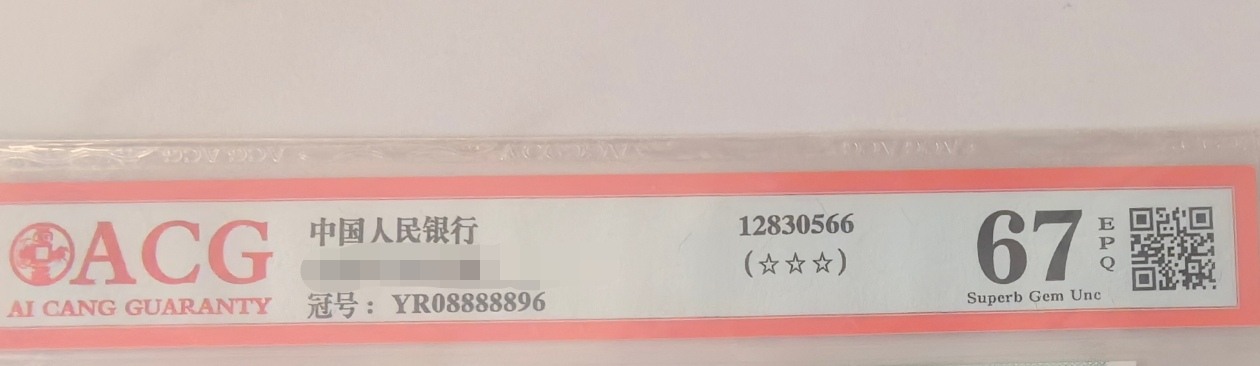 ACG
AI CANG GUARANTY
中国人民银行
冠号：YR08888896
12830566
(☆☆☆)
67
EPQ
Superb Gem Unc